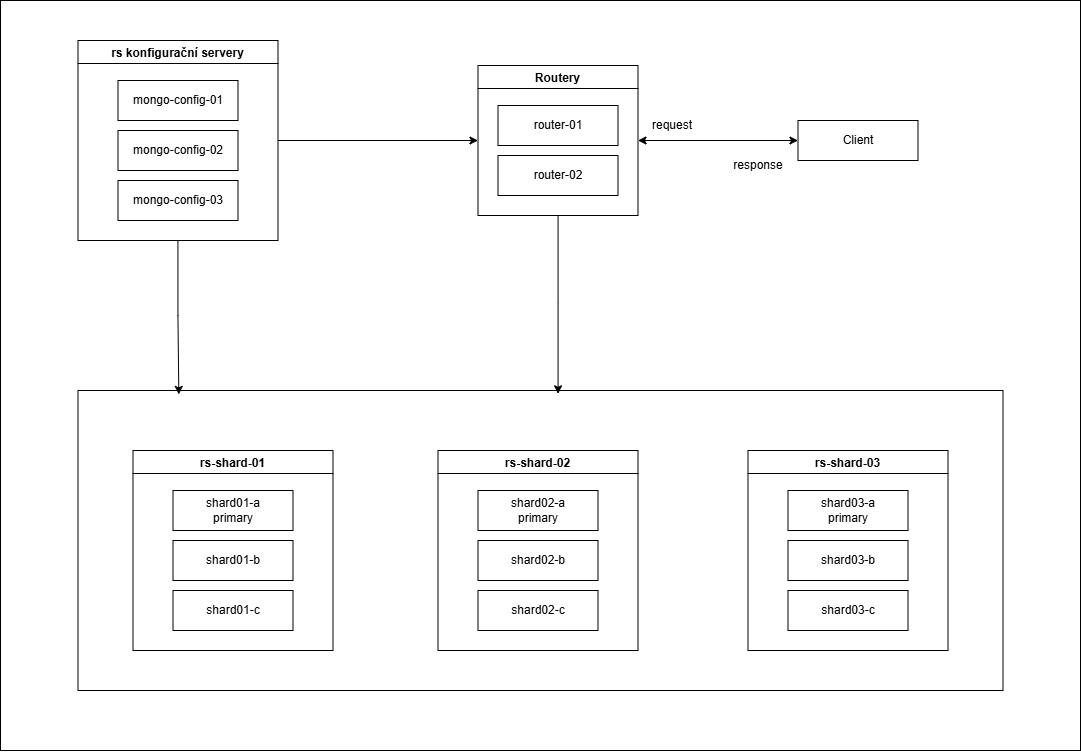 rs konfigurační servery
mongo-config-01
mongo-config-02
mongo-config-03
Routery
router-01
router-02
request
response
Client
rs-shard-01
shard01-a
primary
shard01-b
shard01-c
rs-shard-02
shard02-a
primary
shard02-b
shard02-c
rs-shard-03
shard03-a
primary
shard03-b
shard03-c